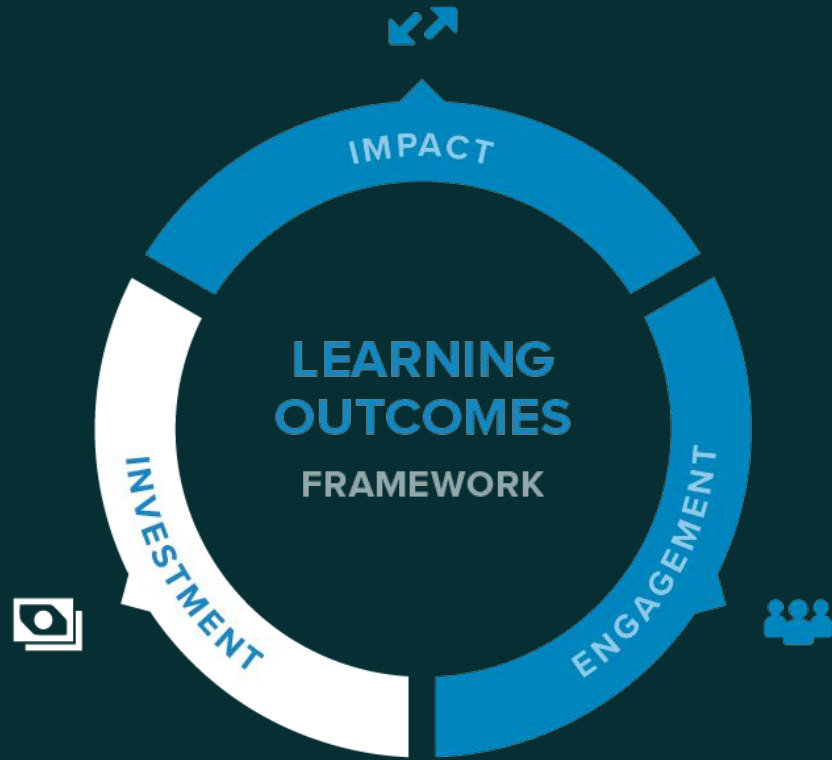 IMPACT
LEARNING
OUTCOMES
FRAMEWORK
INVESTMENT
ENGAGEMENT